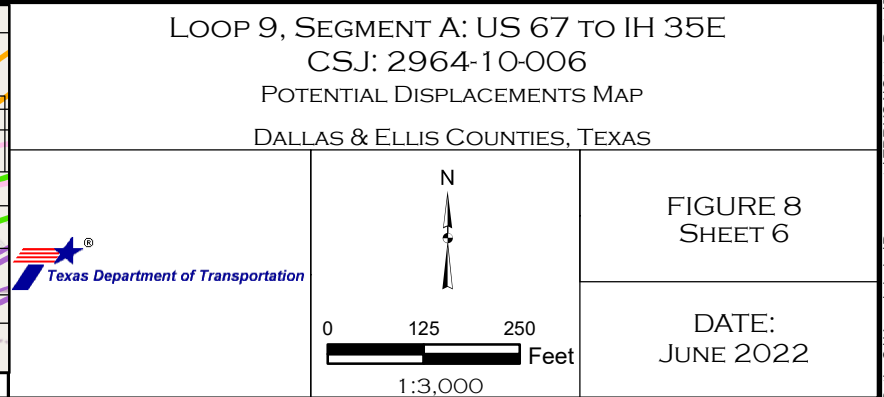 LOOP 9, SEGMENT A: US 67 TO IH 35E
CSJ: 2964-10-006
POTENTIAL DISPLACEMENTS MAP
DALLAS & ELLIS COUNTIES, TEXAS
®
Texas Department of Transportation
N
0 125 250
Feet
1:3,000
FIGURE 8
SHEET 6
DATE:
JUNE 2022